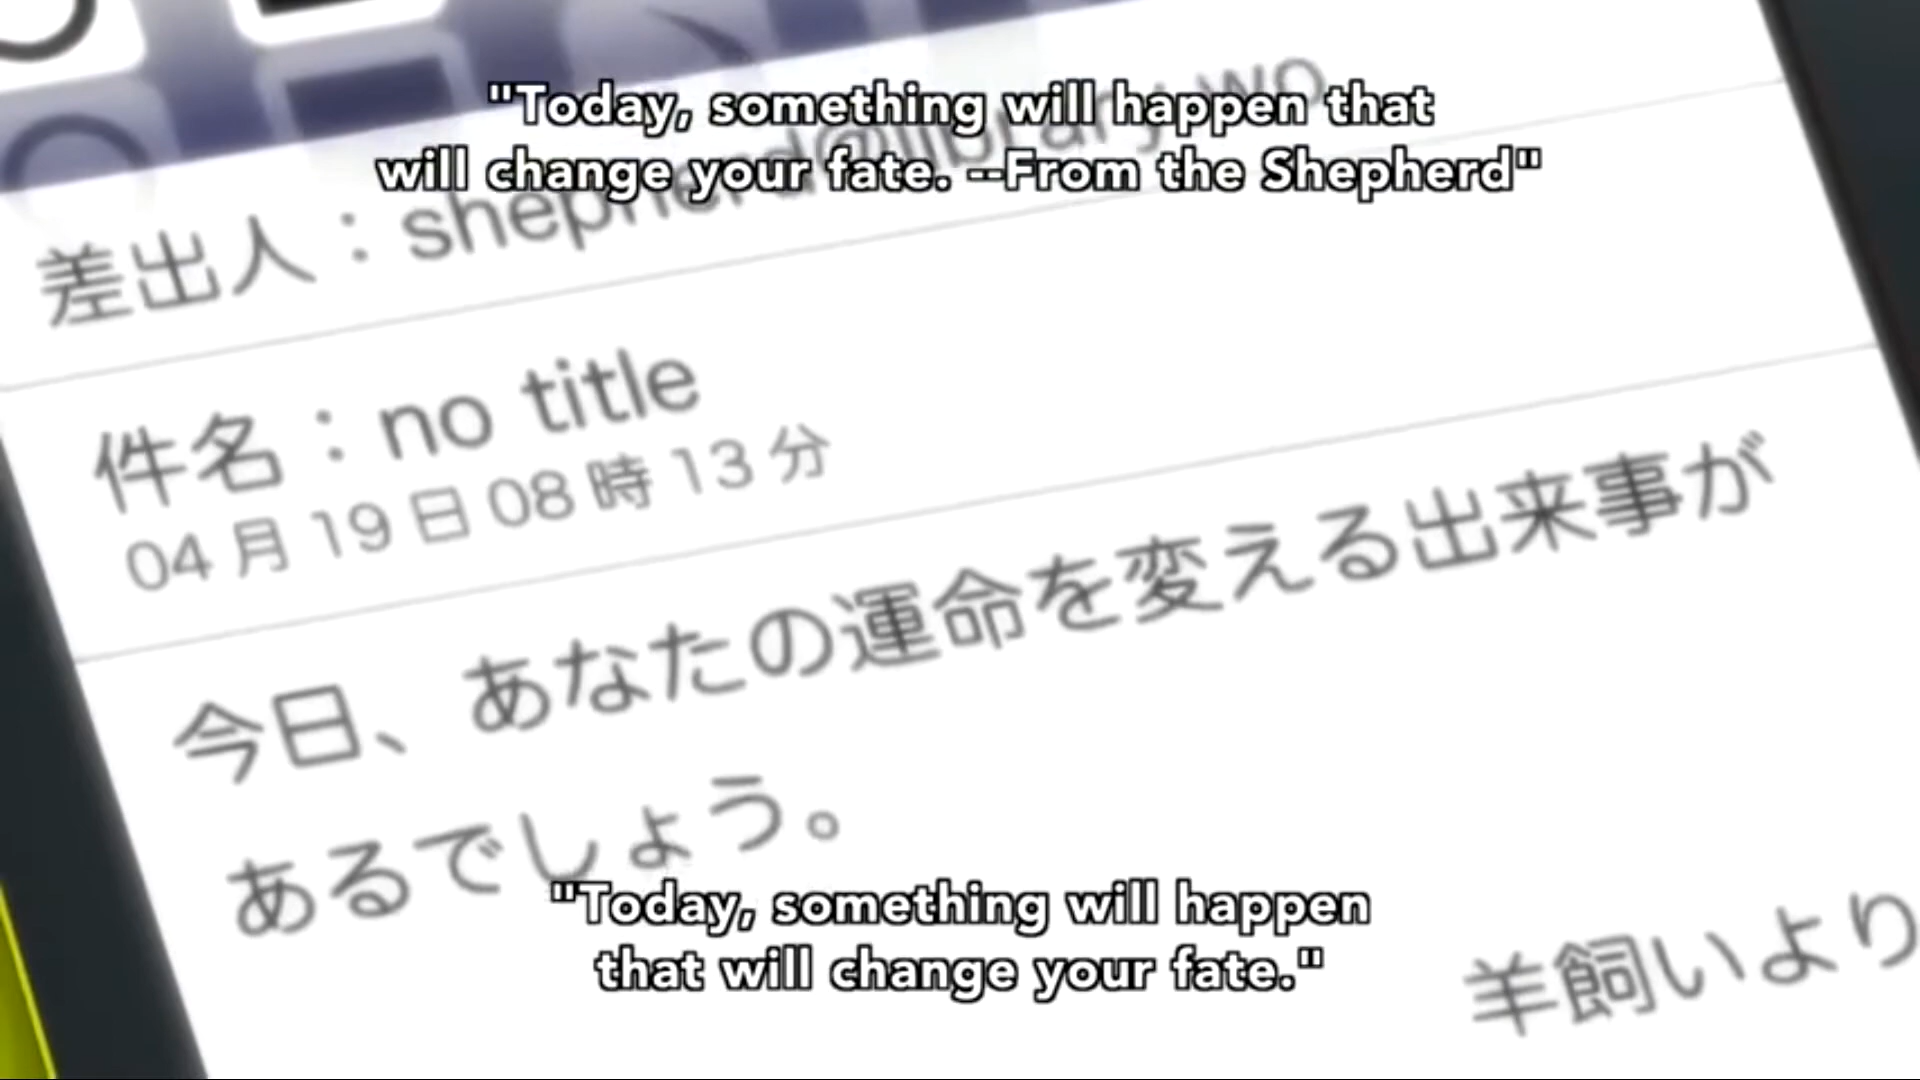 "Today, something will happen that
will change your fate. --From the Shepherd"
差出人：shepherd@library.wo
件名：no title
04月19日08時13分
今日、あなたの運命を変える出来事が
あるでしょう。
"Today, something will happen
that will change your fate."
羊飼いより